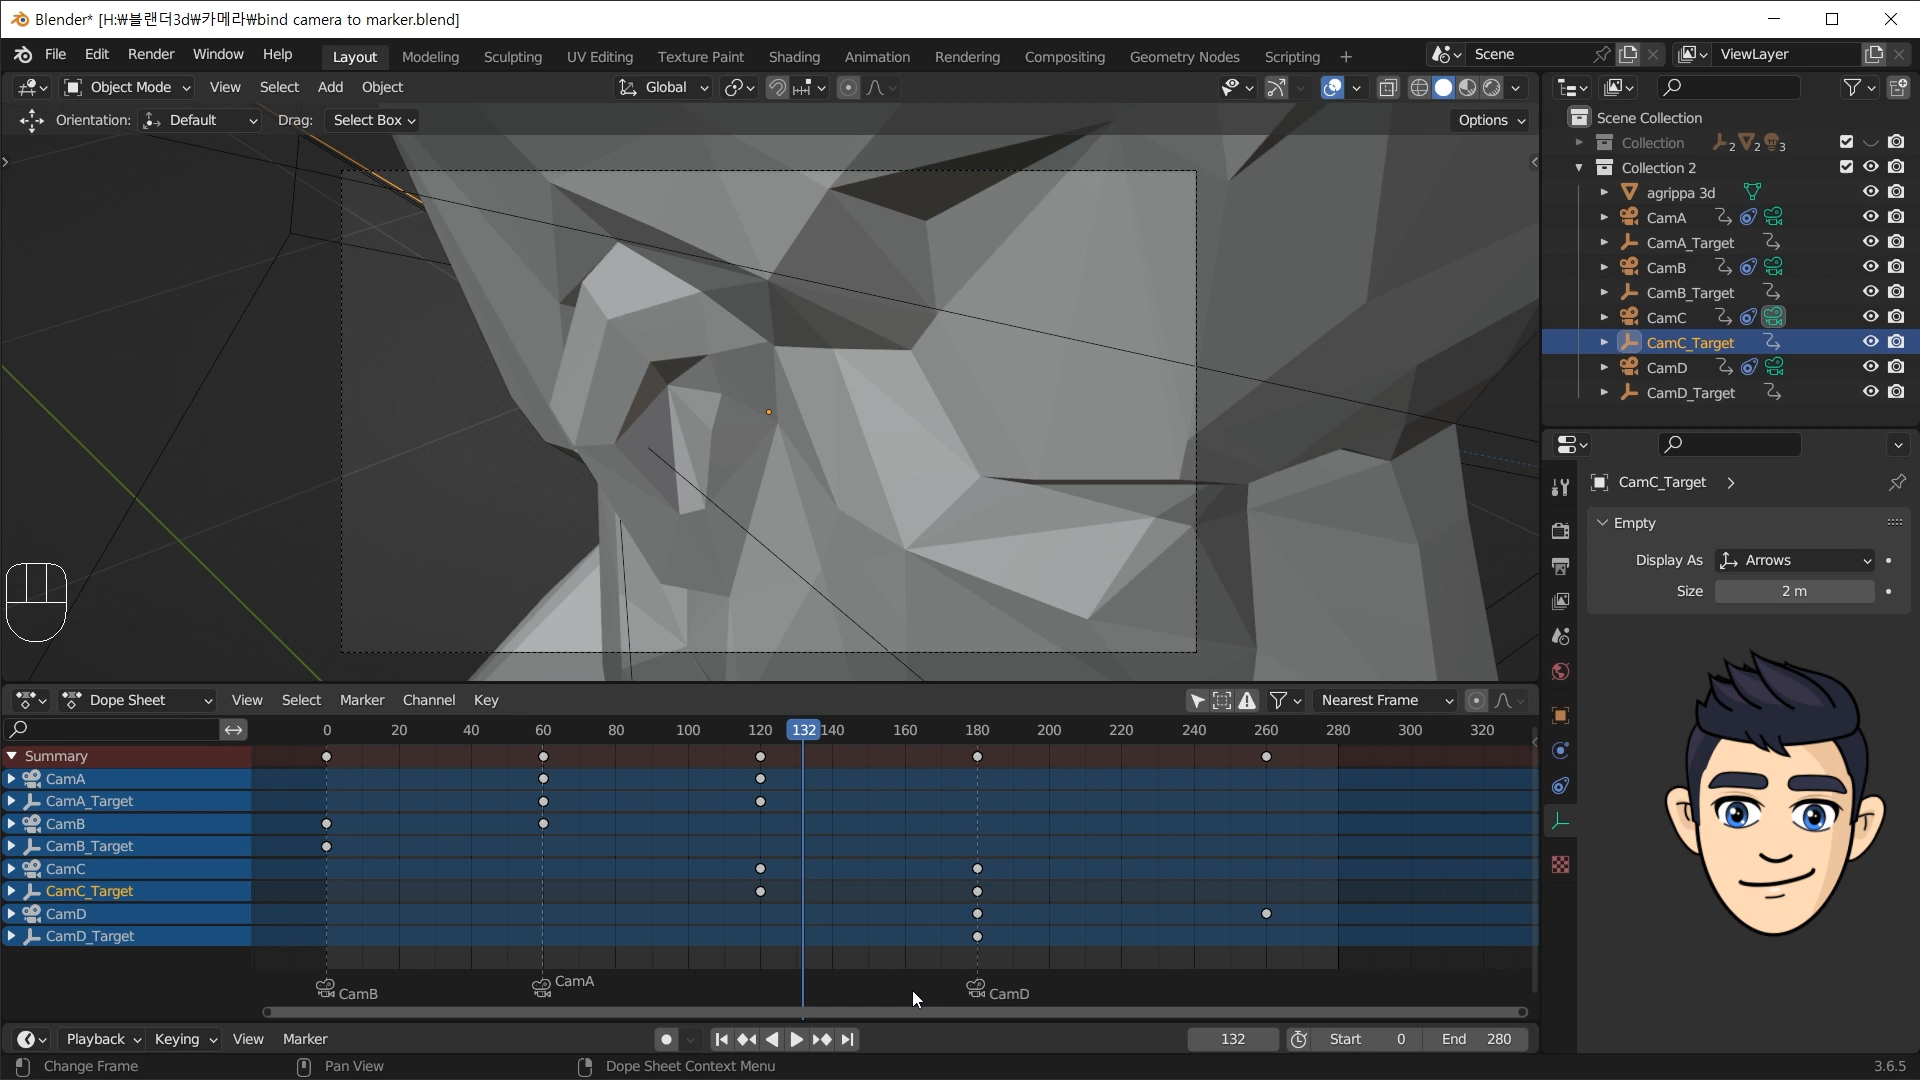 Blender* [H:\블랜더3d\카메라\bind camera to marker.blend]
File Edit Render Window Help Layout Modeling Sculpting UV Editing Texture Paint Shading Animation Rendering Compositing Geometry Nodes Scripting + Scene ViewLayer
Object Mode View Select Add Object Global
Orientation: Default Drag: Select Box Options
Scene Collection
Collection 2 2 3
Collection 2
agrippa 3d
CamA
CamA_Target
CamB
CamB_Target
CamC
CamC_Target
CamD
CamD_Target
CamC_Target
Empty
Display As Arrows
Size 2 m
Dope Sheet View Select Marker Channel Key Nearest Frame
0 20 40 60 80 100 120 132 140 160 180 200 220 240 260 280 300 320
Summary
CamA
CamA_Target
CamB
CamB_Target
CamC
CamC_Target
CamD
CamD_Target
CamB CamA CamD
Playback Keying View Marker 132 Start 0 End 280
Change Frame Pan View Dope Sheet Context Menu 3.6.5